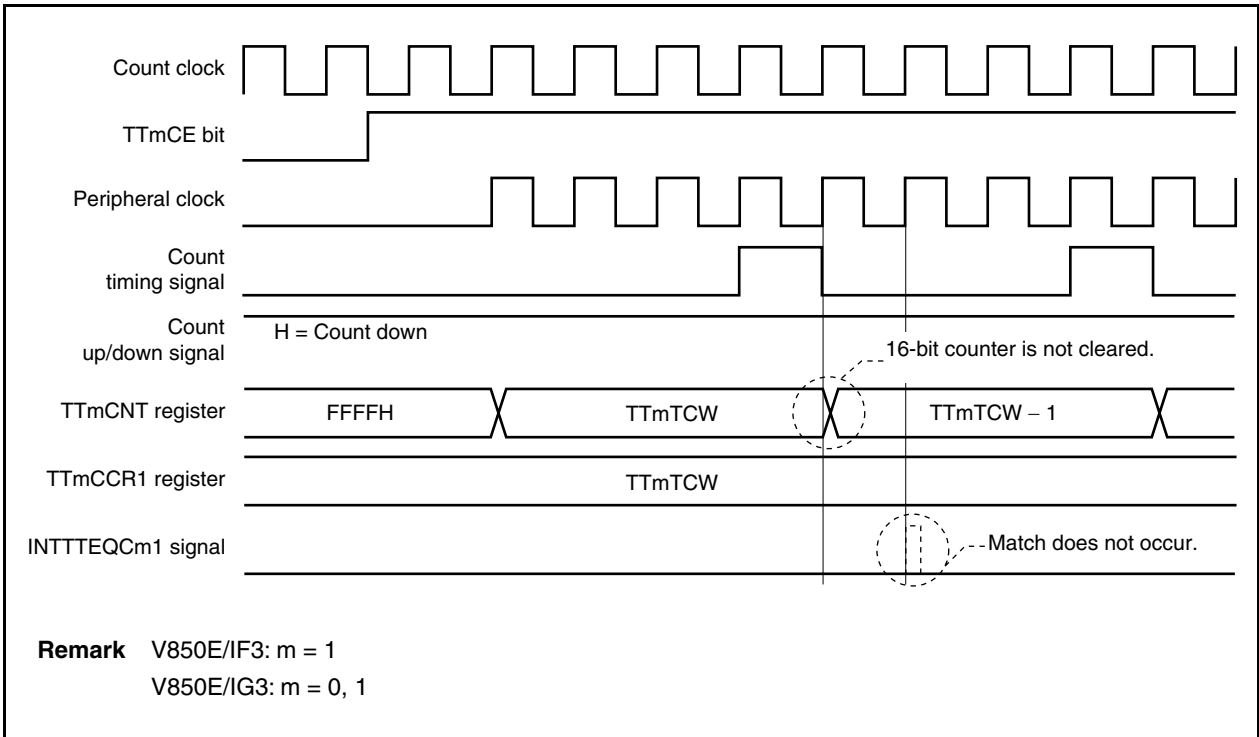 Count clock
TTmCE bit
Peripheral clock
Count
timing signal
Count
up/down signal
H = Count down
16-bit counter is not cleared.
TTmCNT register
FFFFH
TTmTCW
TTmTCW – 1
TTmCCR1 register
TTmTCW
INTTTEQCm1 signal
Match does not occur.
Remark V850E/IF3: m = 1
V850E/IG3: m = 0, 1